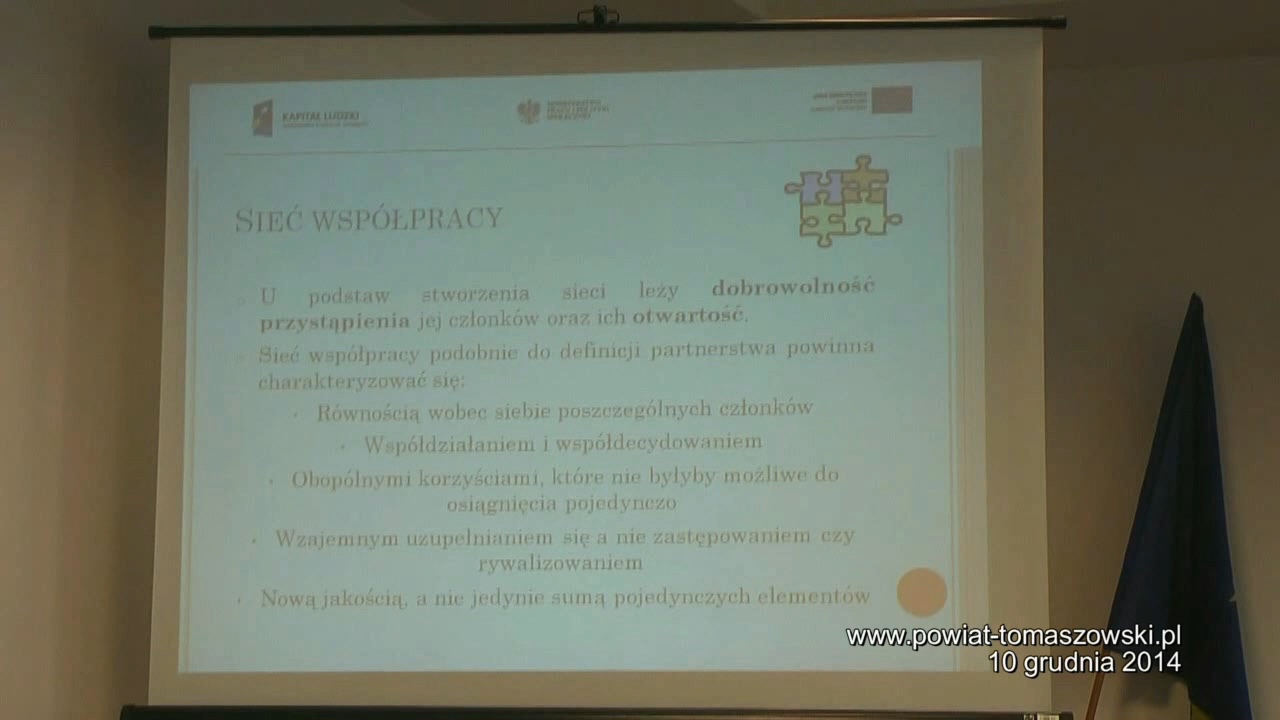 KAPITAŁ LUDZKI
SIEĆ WSPÓŁPRACY
U podstaw stworzenia sieci leży dobrowolność
przystąpienia jej członków oraz ich otwartość.
Sieć współpracy podobnie do definicji partnerstwa powinna
charakteryzować się:
Równością wobec siebie poszczególnych członków
Współdziałaniem i współdecydowaniem
Obopólnymi korzyściami, które nie byłyby możliwe do
osiągnięcia pojedynczo
Wzajemnym uzupełnianiem się a nie zastępowaniem czy
rywalizowaniem
Nową jakością, a nie jedynie sumą pojedynczych elementów
www.powiat-tomaszowski.pl
10 grudnia 2014